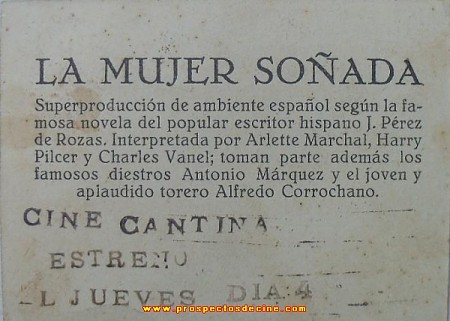 LA MUJER SOÑADA
Superproducción de ambiente español según la fa-
mosa novela del popular escritor hispano J. Pérez
de Rozas. Interpretada por Arlette Marchal, Harry
Pilcer y Charles Vanel; toman parte además los
famosos diestros Antonio Márquez y el joven y
aplaudido torero Alfredo Corrochano.
CINE CANTINA
ESTRENO
L JUEVES DIA 4
www.prospectosdecine.com